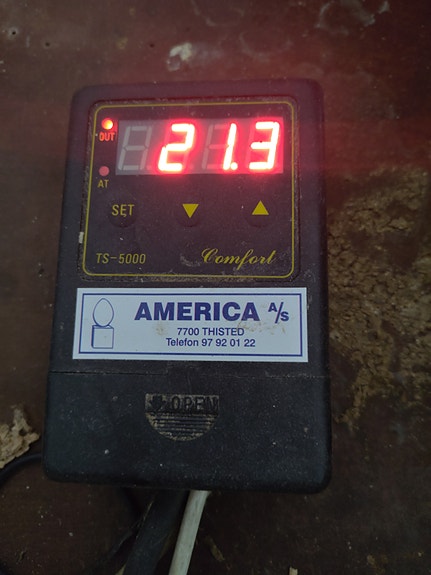 21.3
OUT
AT
SET
TS-5000 Comfort
AMERICA A/S
7700 THISTED
Telefon 97 92 01 22
OPEN